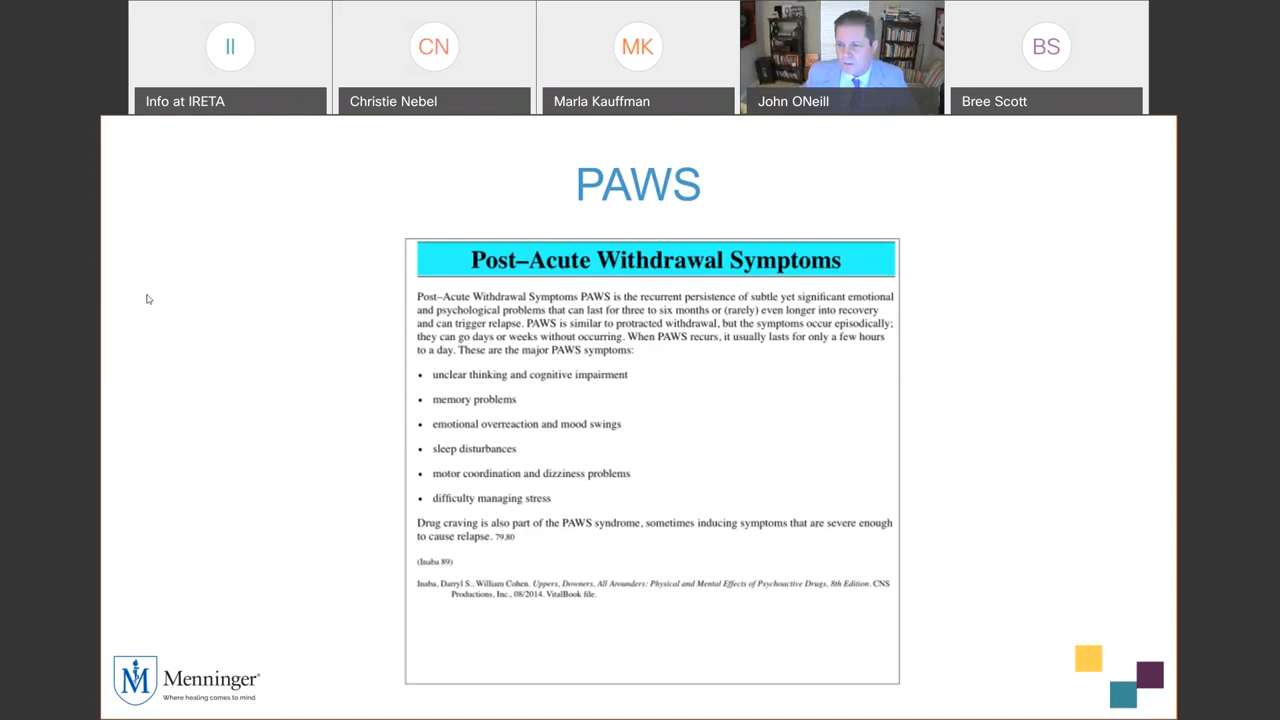 II
CN
MK
BS
Info at IRETA
Christie Nebel
Marla Kauffman
John ONeill
Bree Scott
PAWS
Post–Acute Withdrawal Symptoms
Post–Acute Withdrawal Symptoms PAWS is the recurrent persistence of subtle yet significant emotional
and psychological problems that can last for three to six months or (rarely) even longer into recovery
and can trigger relapse. PAWS is similar to protracted withdrawal, but the symptoms occur episodically;
they can go days or weeks without occurring. When PAWS recurs, it usually lasts for only a few hours
to a day. These are the major PAWS symptoms:
• unclear thinking and cognitive impairment
• memory problems
• emotional overreaction and mood swings
• sleep disturbances
• motor coordination and dizziness problems
• difficulty managing stress
Drug craving is also part of the PAWS syndrome, sometimes inducing symptoms that are severe enough
to cause relapse. 79,80
(Inaba 89)
Inaba, Darryl S., William Cohen. Uppers, Downers, All Arounders: Physical and Mental Effects of Psychoactive Drugs, 8th Edition. CNS
Productions, Inc., 08/2014. VitalBook file.
M
Menninger®
Where healing comes to mind